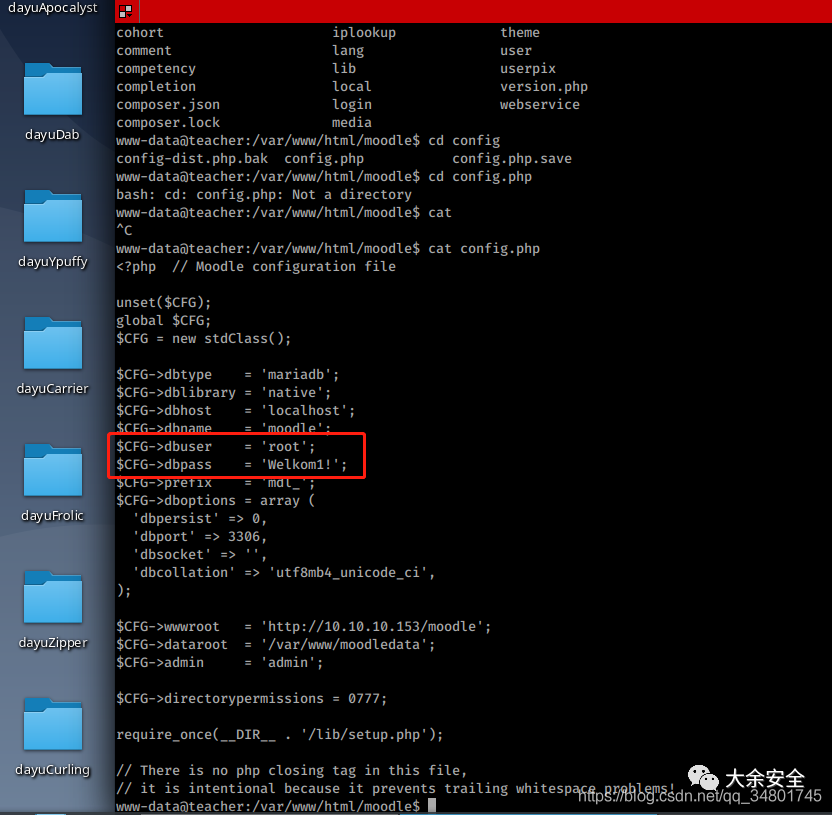 dayuApocalyst
dayuDab
dayuYpuffy
dayuCarrier
dayuFrolic
dayuZipper
dayuCurling
cohort iplookup theme
comment lang user
competency lib userpix
completion local version.php
composer.json login webservice
composer.lock media
www-data@teacher:/var/www/html/moodle$ cd config
config-dist.php.bak config.php config.php.save
www-data@teacher:/var/www/html/moodle$ cd config.php
bash: cd: config.php: Not a directory
www-data@teacher:/var/www/html/moodle$ cat
^C
www-data@teacher:/var/www/html/moodle$ cat config.php
<?php // Moodle configuration file
unset($CFG);
global $CFG;
$CFG = new stdClass();
$CFG->dbtype = 'mariadb';
$CFG->dblibrary = 'native';
$CFG->dbhost = 'localhost';
$CFG->dbname = 'moodle';
$CFG->dbuser = 'root';
$CFG->dbpass = 'Welkom1!';
$CFG->prefix = 'mdl_';
$CFG->dboptions = array (
'dbpersist' => 0,
'dbport' => 3306,
'dbsocket' => '',
'dbcollation' => 'utf8mb4_unicode_ci',
);
$CFG->wwwroot = 'http://10.10.10.153/moodle';
$CFG->dataroot = '/var/www/moodledata';
$CFG->admin = 'admin';
$CFG->directorypermissions = 0777;
require_once(__DIR__ . '/lib/setup.php');
// There is no php closing tag in this file,
// it is intentional because it prevents trailing whitespace problems!
www-data@teacher:/var/www/html/moodle$
大余安全
https://blog.csdn.net/qq_34801745